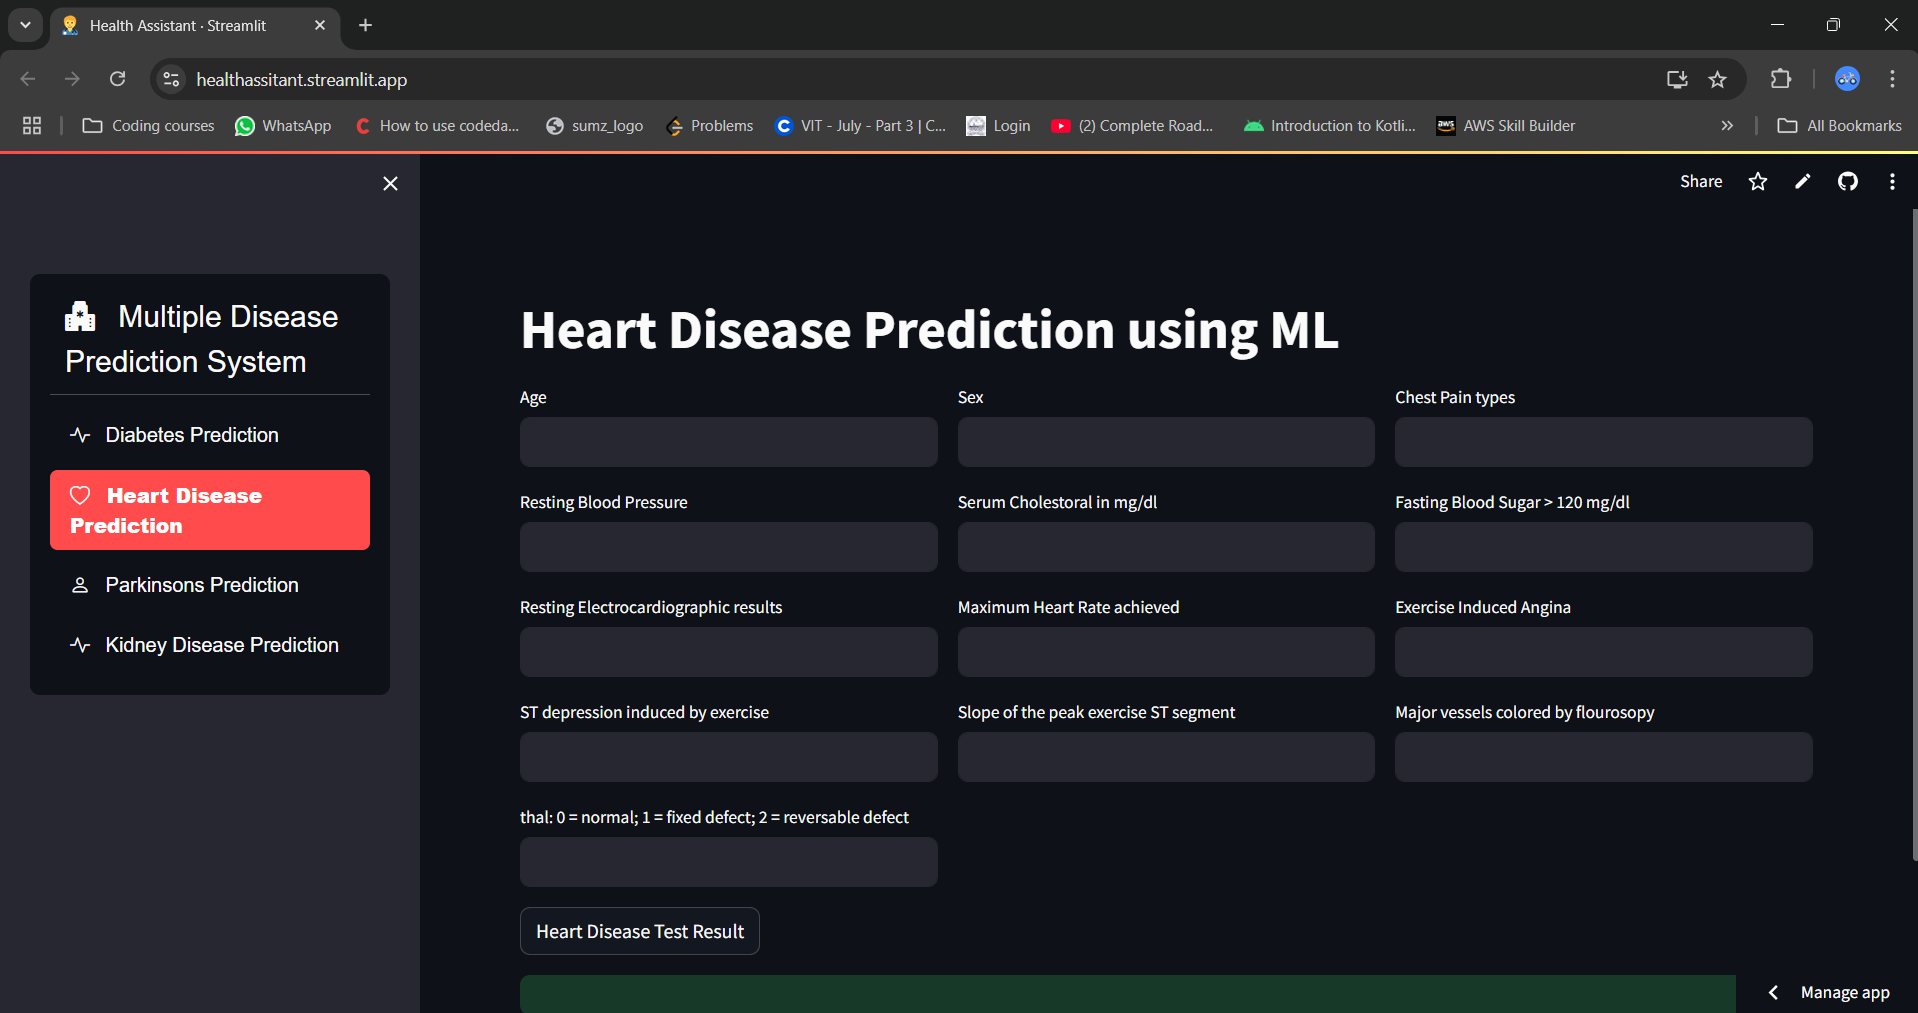 Health Assistant · Streamlit
healthassitant.streamlit.app
Coding courses
WhatsApp
How to use codeda...
sumz_logo
Problems
VIT - July - Part 3 | C...
Login
(2) Complete Road...
Introduction to Kotli...
aws
AWS Skill Builder
All Bookmarks
Share
Multiple Disease
Prediction System
Diabetes Prediction
Heart Disease
Prediction
Parkinsons Prediction
Kidney Disease Prediction
Heart Disease Prediction using ML
Age
Sex
Chest Pain types
Resting Blood Pressure
Serum Cholestoral in mg/dl
Fasting Blood Sugar > 120 mg/dl
Resting Electrocardiographic results
Maximum Heart Rate achieved
Exercise Induced Angina
ST depression induced by exercise
Slope of the peak exercise ST segment
Major vessels colored by flourosopy
thal: 0 = normal; 1 = fixed defect; 2 = reversable defect
Heart Disease Test Result
Manage app